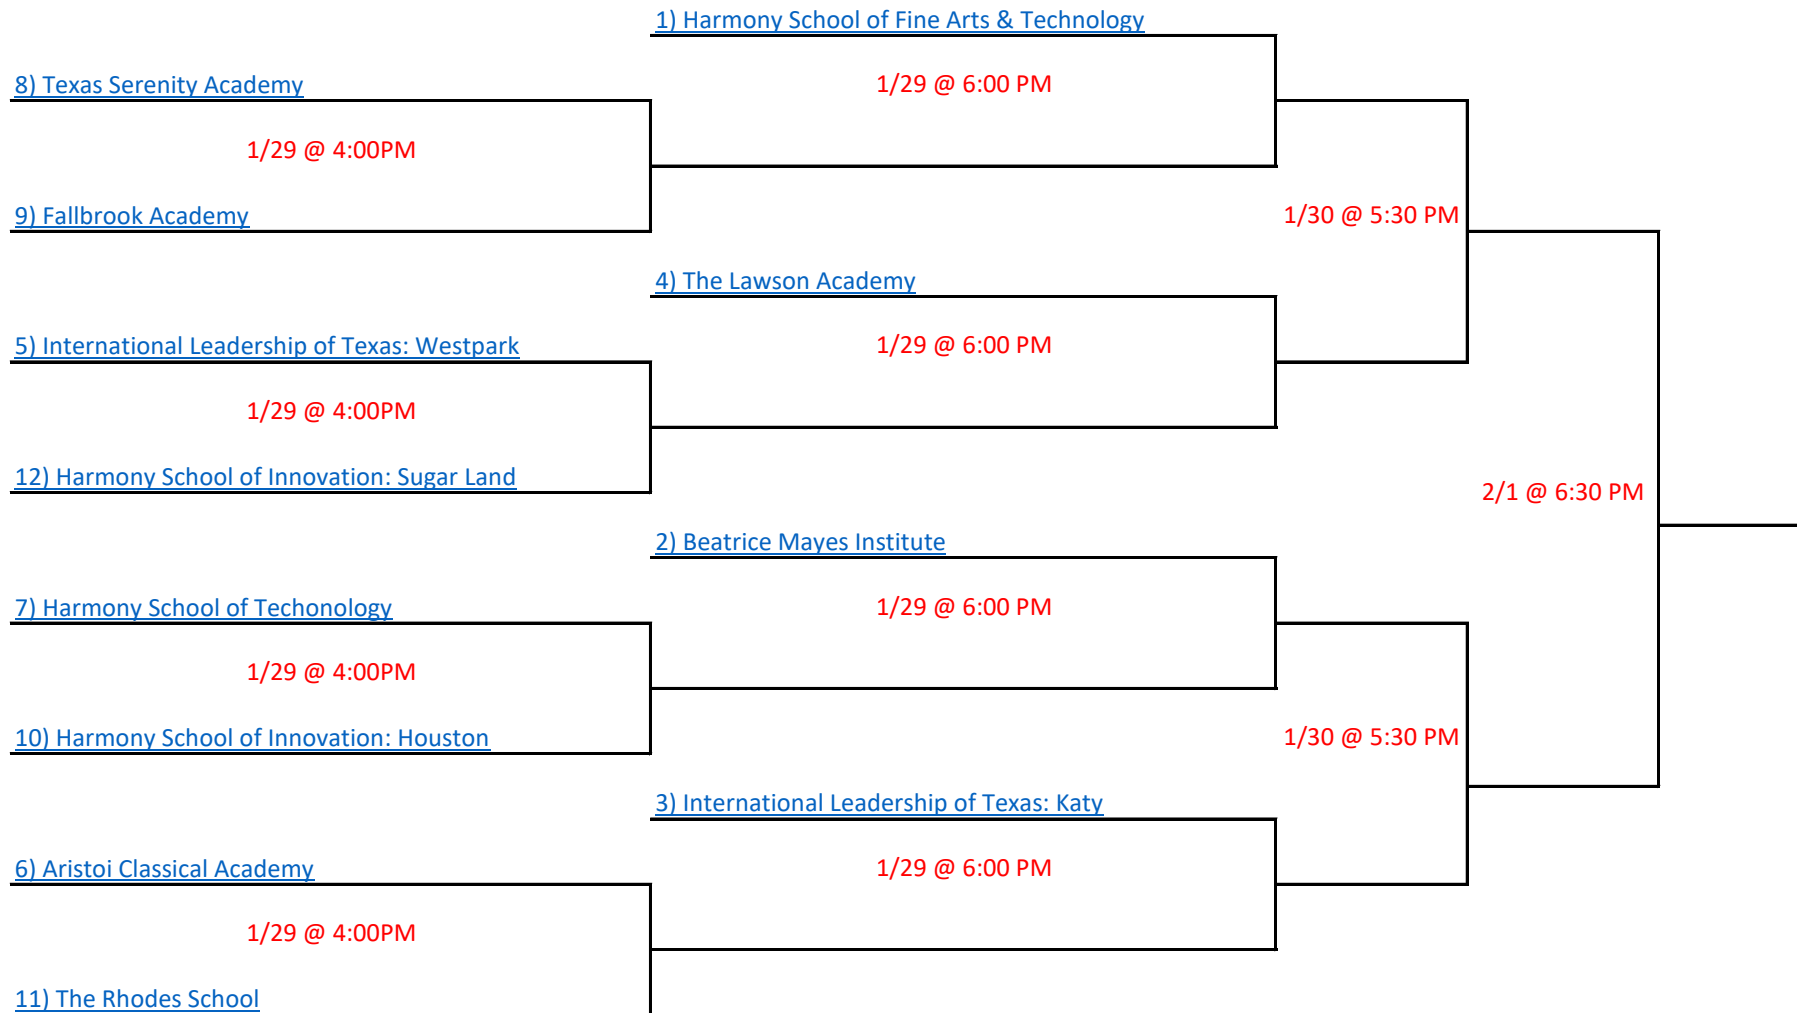 1) Harmony School of Fine Arts & Technology
8) Texas Serenity Academy
1/29 @ 6:00 PM
1/29 @ 4:00PM
9) Fallbrook Academy
1/30 @ 5:30 PM
4) The Lawson Academy
5) International Leadership of Texas: Westpark
1/29 @ 6:00 PM
1/29 @ 4:00PM
12) Harmony School of Innovation: Sugar Land
2/1 @ 6:30 PM
2) Beatrice Mayes Institute
7) Harmony School of Techonology
1/29 @ 6:00 PM
1/29 @ 4:00PM
10) Harmony School of Innovation: Houston
1/30 @ 5:30 PM
3) International Leadership of Texas: Katy
6) Aristoi Classical Academy
1/29 @ 6:00 PM
1/29 @ 4:00PM
11) The Rhodes School